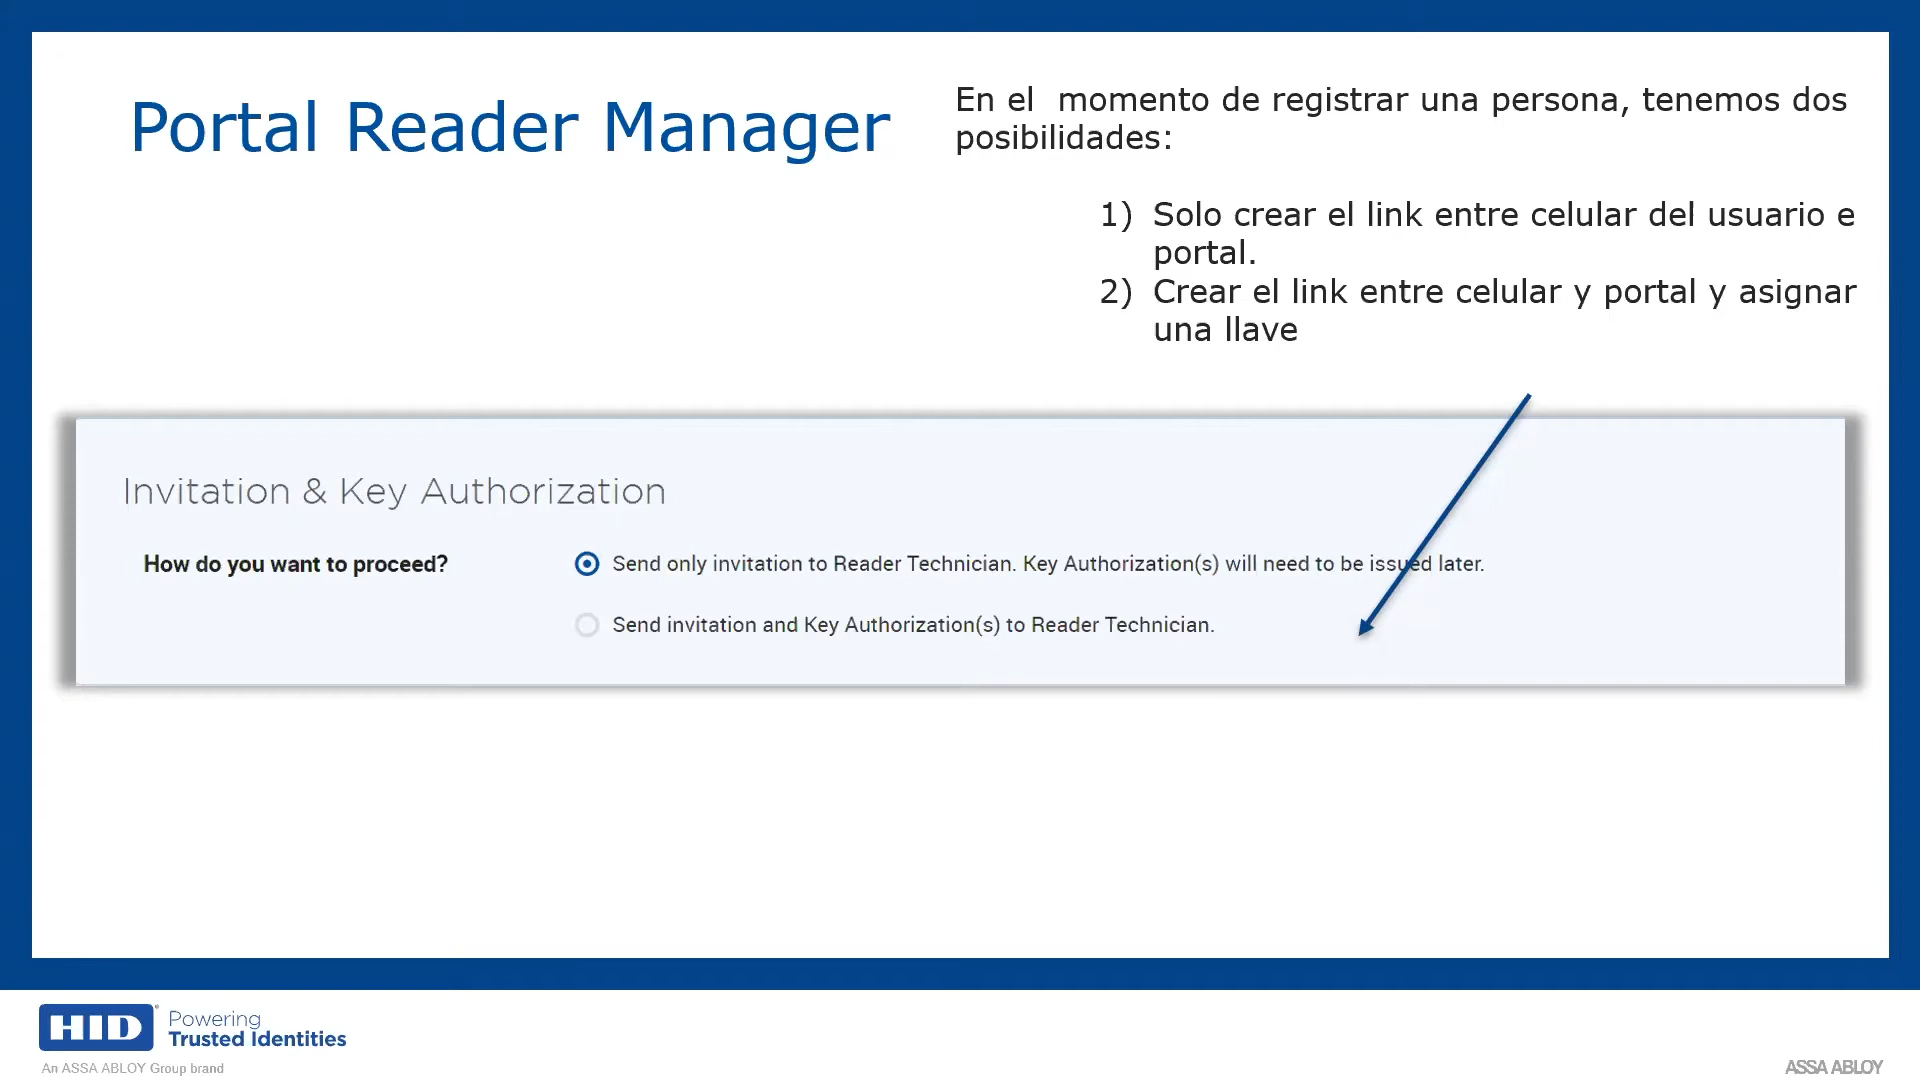 Portal Reader Manager
En el  momento de registrar una persona, tenemos dos
posibilidades:
1) Solo crear el link entre celular del usuario e
portal.
2) Crear el link entre celular y portal y asignar
una llave
Invitation & Key Authorization
How do you want to proceed?
Send only invitation to Reader Technician. Key Authorization(s) will need to be issued later.
Send invitation and Key Authorization(s) to Reader Technician.
HID® Powering
Trusted Identities
An ASSA ABLOY Group brand
ASSA ABLOY